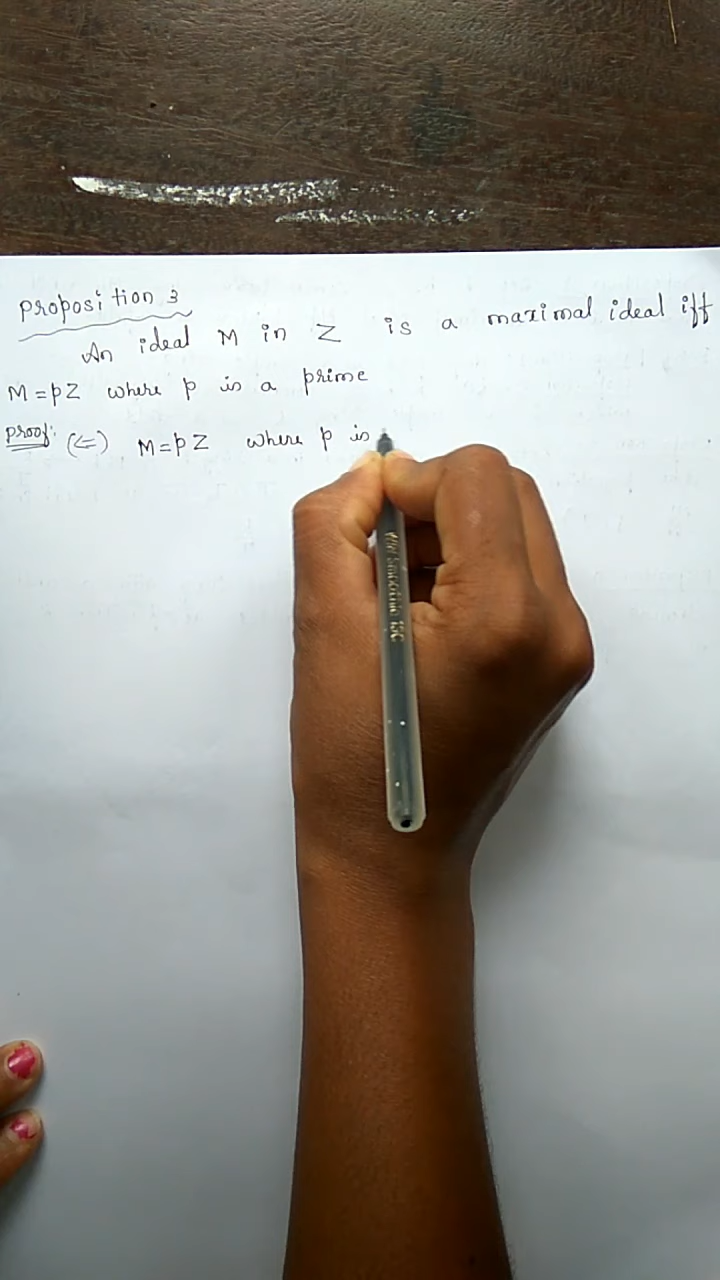 Proposition 3
An ideal M in Z is a maximal ideal iff
M = pZ where p is a prime
Proof: (⇐) M = pZ where p is